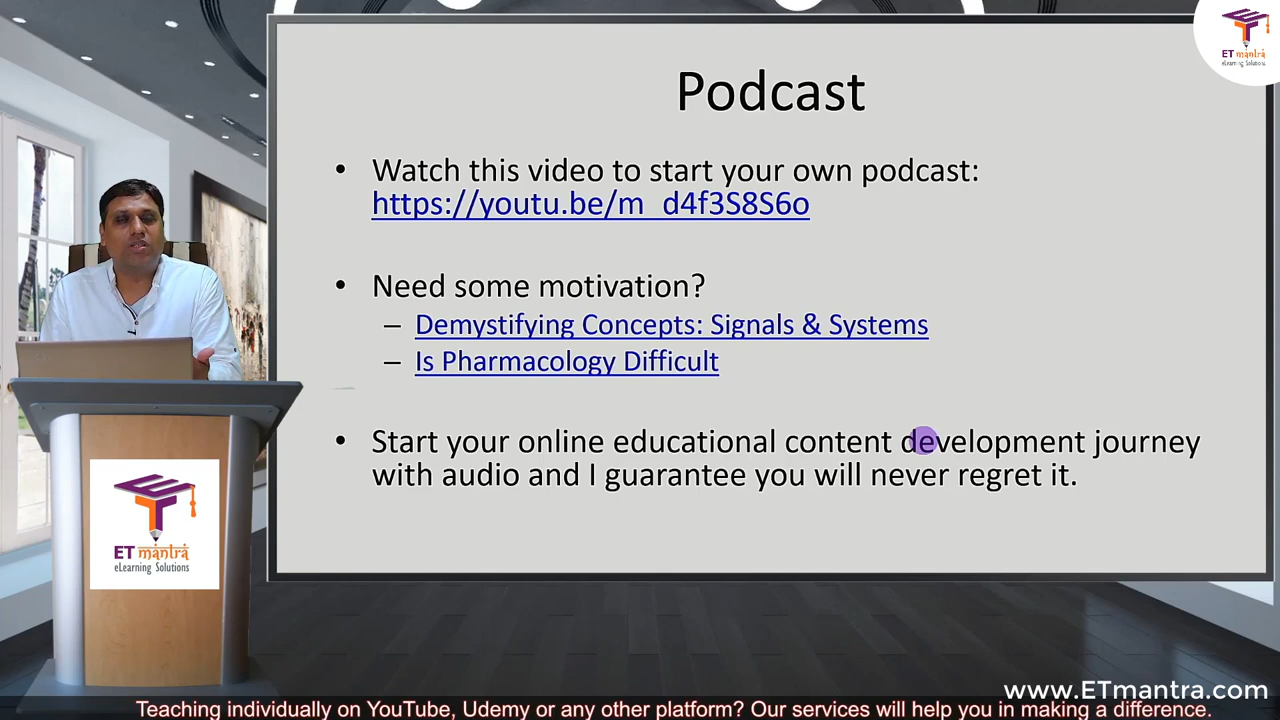 Podcast
ET mantra
eLearning Solutions
• Watch this video to start your own podcast:
https://youtu.be/m_d4f3S8S6o
• Need some motivation?
– Demystifying Concepts: Signals & Systems
– Is Pharmacology Difficult
• Start your online educational content development journey
with audio and I guarantee you will never regret it.
ET mantra
eLearning Solutions
www.ETmantra.com
Teaching individually on YouTube, Udemy or any other platform? Our services will help you in making a difference.